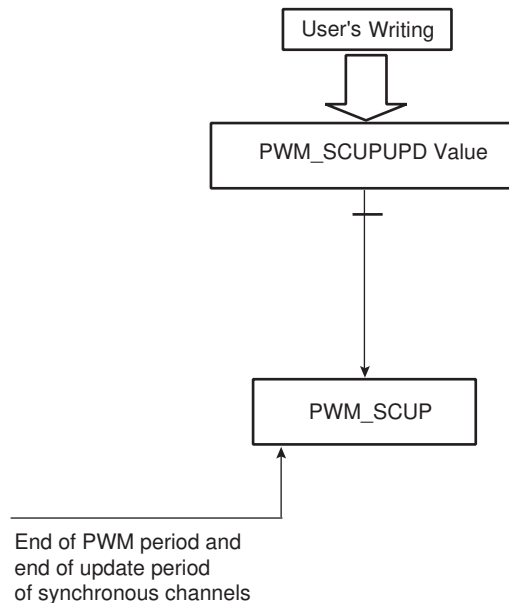 User's Writing
PWM_SCUPUPD Value
PWM_SCUP
End of PWM period and
end of update period
of synchronous channels